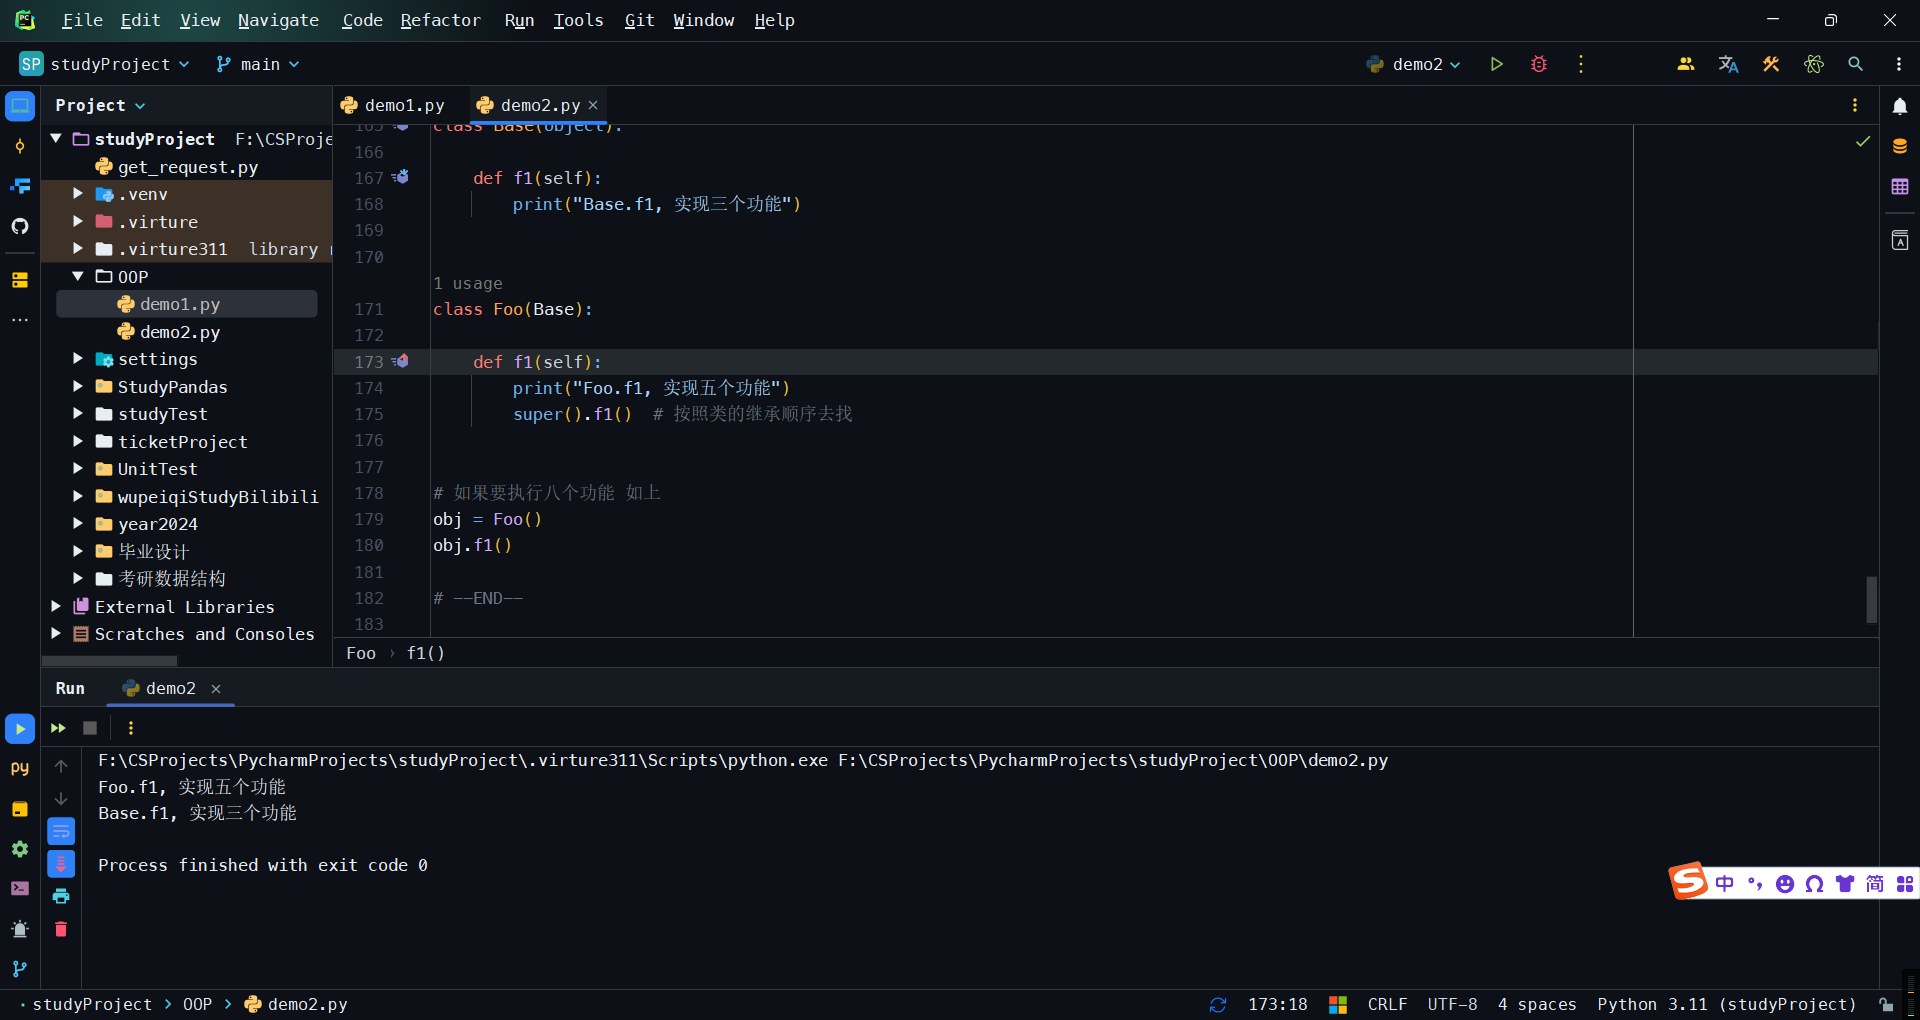 File Edit View Navigate Code Refactor Run Tools Git Window Help
SP studyProject main demo2
Project
demo1.py demo2.py
studyProject F:\CSProje
get_request.py
.venv
.virture
.virture311 library
OOP
demo1.py
demo2.py
settings
StudyPandas
studyTest
ticketProject
UnitTest
wupeiqiStudyBilibili
year2024
毕业设计
考研数据结构
External Libraries
Scratches and Consoles
165 class Base(object):
166
167 def f1(self):
168 print("Base.f1, 实现三个功能")
169
170
1 usage
171 class Foo(Base):
172
173 def f1(self):
174 print("Foo.f1, 实现五个功能")
175 super().f1() # 按照类的继承顺序去找
176
177
178 # 如果要执行八个功能 如上
179 obj = Foo()
180 obj.f1()
181
182 # --END--
183
Foo › f1()
Run demo2
F:\CSProjects\PycharmProjects\studyProject\.virture311\Scripts\python.exe F:\CSProjects\PycharmProjects\studyProject\OOP\demo2.py
Foo.f1, 实现五个功能
Base.f1, 实现三个功能
Process finished with exit code 0
中 简
studyProject > OOP > demo2.py
173:18 CRLF UTF-8 4 spaces Python 3.11 (studyProject)